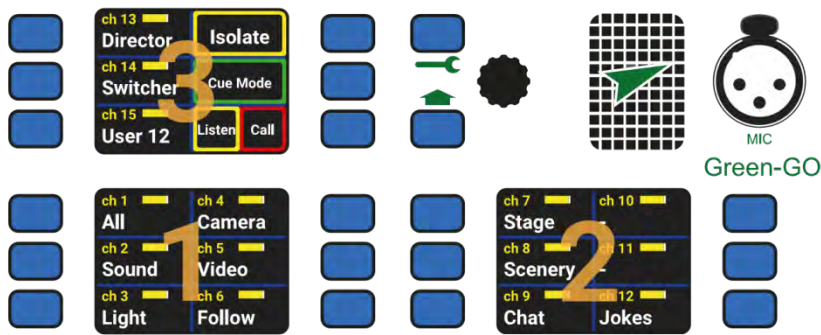 ch 13
Director
Isolate
ch 14
Switcher
Cue Mode
ch 15
User 12
Listen
Call
3
MIC
Green-GO
ch 1
All
ch 4
Camera
ch 2
Sound
ch 5
Video
ch 3
Light
ch 6
Follow
1
ch 7
Stage
ch 10
-
ch 8
Scenery
ch 11
-
ch 9
Chat
ch 12
Jokes
2